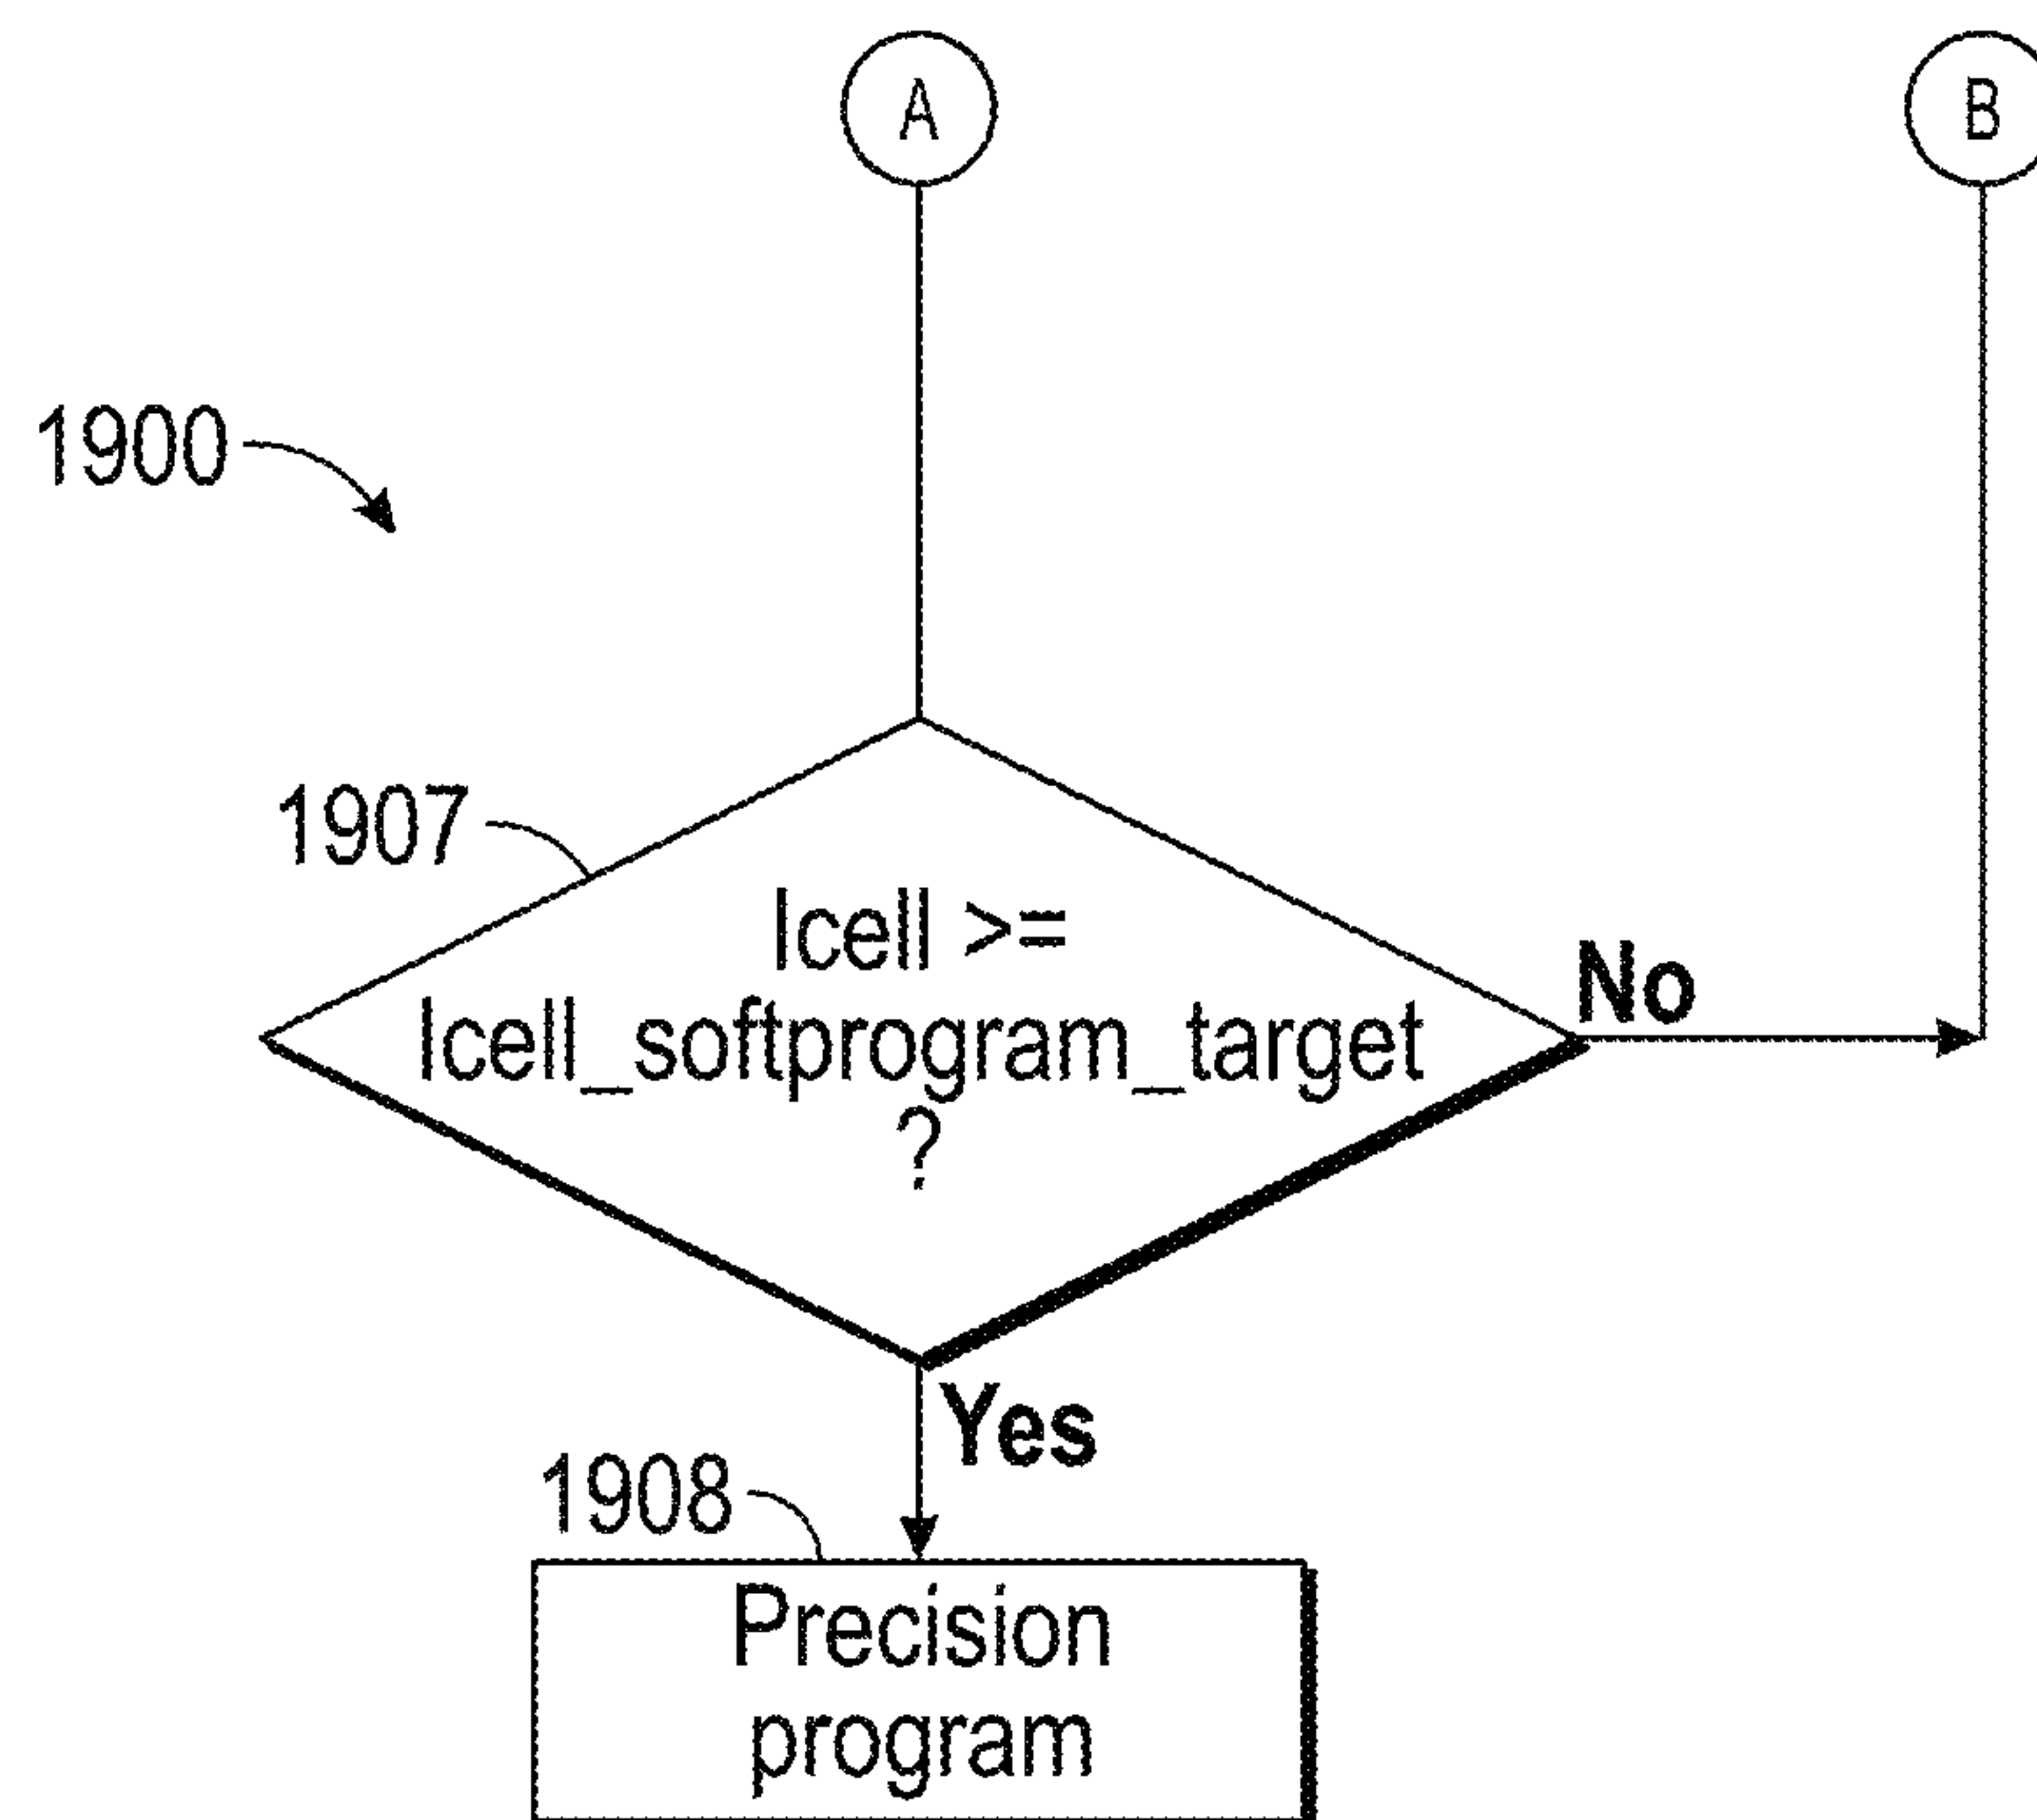 A
B
1900
1907
Icell >=
Icell_softprogram_target
?
No
Yes
1908
Precision
program